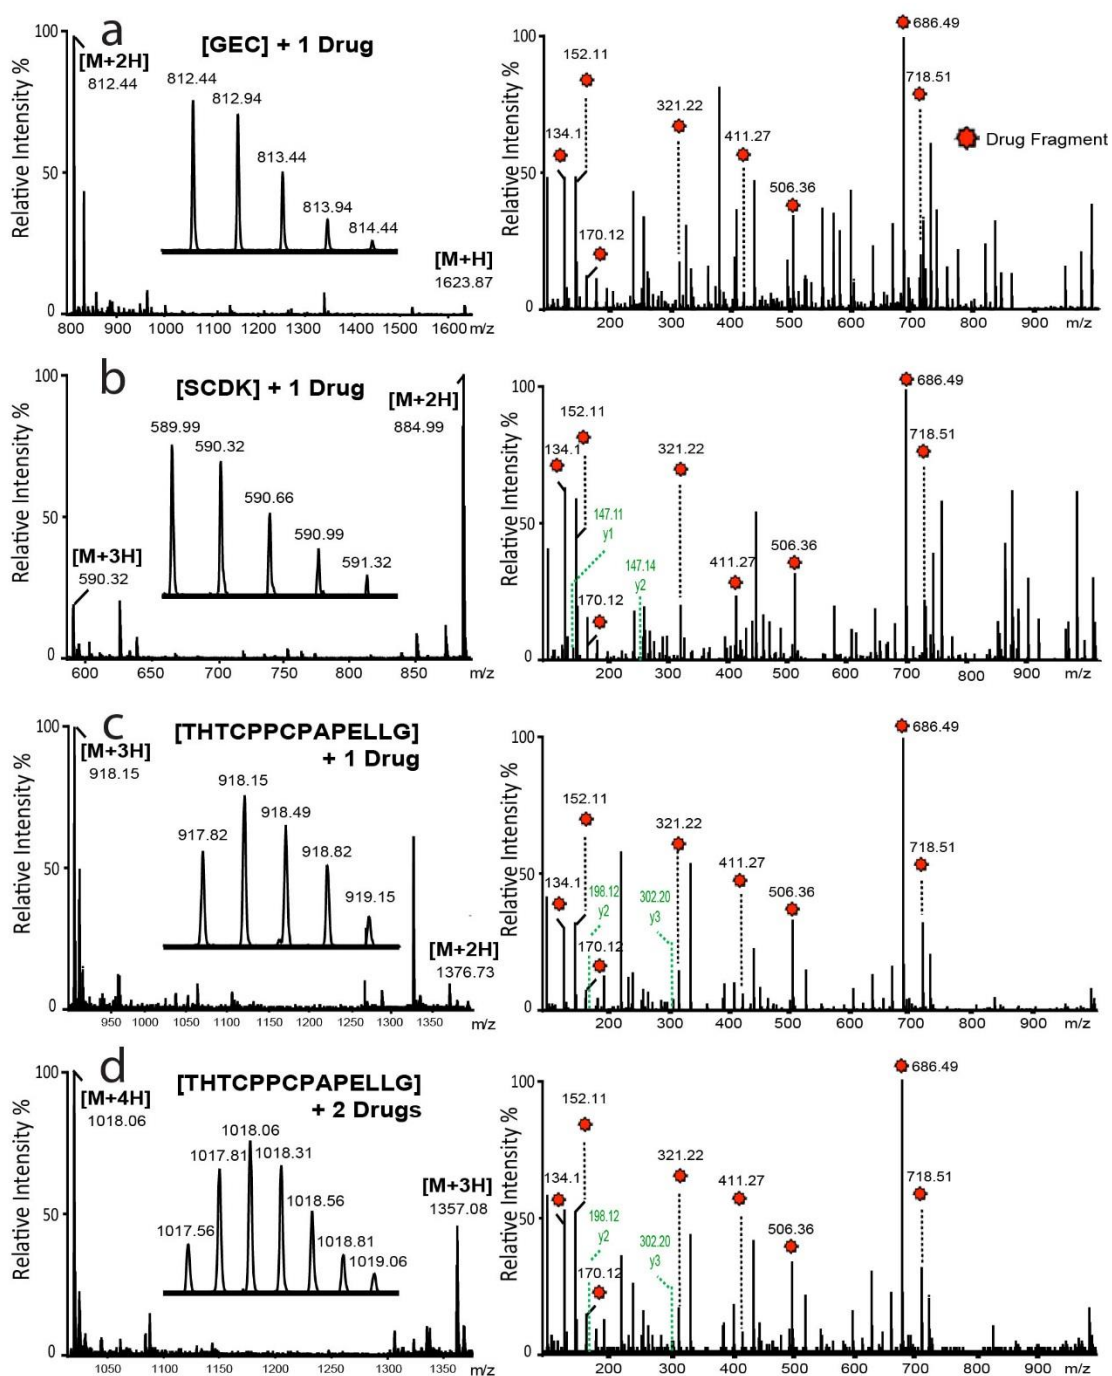 a
[GEC] + 1 Drug
Relative Intensity %
100
50
0
[M+2H]
812.44
812.44
812.94
813.44
813.94
814.44
[M+H]
1623.87
800 900 1000 1100 1200 1300 1400 1500 1600 m/z
Relative Intensity %
100
50
0
134.1
152.11
170.12
321.22
411.27
506.36
686.49
718.51
Drug Fragment
200 300 400 500 600 700 800 900 m/z
b
[SCDK] + 1 Drug
Relative Intensity %
100
50
0
[M+3H]
590.32
589.99
590.32
590.66
590.99
591.32
[M+2H]
884.99
600 650 700 750 800 850 m/z
Relative Intensity %
100
50
0
134.1
152.11
147.11
y1
170.12
147.14
y2
321.22
411.27
506.36
686.49
718.51
200 300 400 500 600 700 800 900 m/z
c
[THTCPPCPAPELLG]
+ 1 Drug
Relative Intensity %
100
50
0
[M+3H]
918.15
917.82
918.15
918.49
918.82
919.15
[M+2H]
1376.73
950 1000 1050 1100 1150 1200 1250 1300 1350 m/z
Relative Intensity %
100
50
0
134.1
152.11
198.12
y2
170.12
302.20
y3
321.22
411.27
506.36
686.49
718.51
200 300 400 500 600 700 800 900 m/z
d
[THTCPPCPAPELLG]
+ 2 Drugs
Relative Intensity %
100
50
0
[M+4H]
1018.06
1017.56
1017.81
1018.06
1018.31
1018.56
1018.81
1019.06
[M+3H]
1357.08
1050 1100 1150 1200 1250 1300 1350 m/z
Relative Intensity %
100
50
0
134.1
152.11
198.12
y2
170.12
302.20
y3
321.22
411.27
506.36
686.49
718.51
200 300 400 500 600 700 800 900 m/z